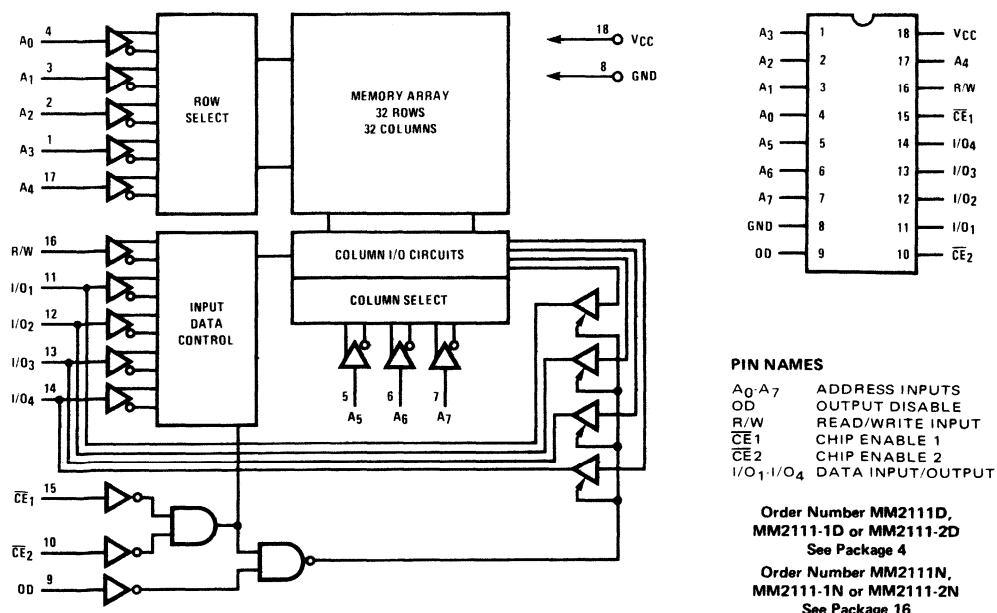 A0 4
A1 3
A2 2
A3 1
A4 17
ROW
SELECT
MEMORY ARRAY
32 ROWS
32 COLUMNS
18 VCC
8 GND
R/W 16
I/O1 11
I/O2 12
I/O3 13
I/O4 14
INPUT
DATA
CONTROL
COLUMN I/O CIRCUITS
COLUMN SELECT
5 6 7
A5 A6 A7
CE1 15
CE2 10
OD 9
A3 1 18 VCC
A2 2 17 A4
A1 3 16 R/W
A0 4 15 CE1
A5 5 14 I/O4
A6 6 13 I/O3
A7 7 12 I/O2
GND 8 11 I/O1
OD 9 10 CE2
PIN NAMES
A0-A7 ADDRESS INPUTS
OD OUTPUT DISABLE
R/W READ/WRITE INPUT
CE1 CHIP ENABLE 1
CE2 CHIP ENABLE 2
I/O1-I/O4 DATA INPUT/OUTPUT
Order Number MM2111D,
MM2111-1D or MM2111-2D
See Package 4
Order Number MM2111N,
MM2111-1N or MM2111-2N
See Package 16